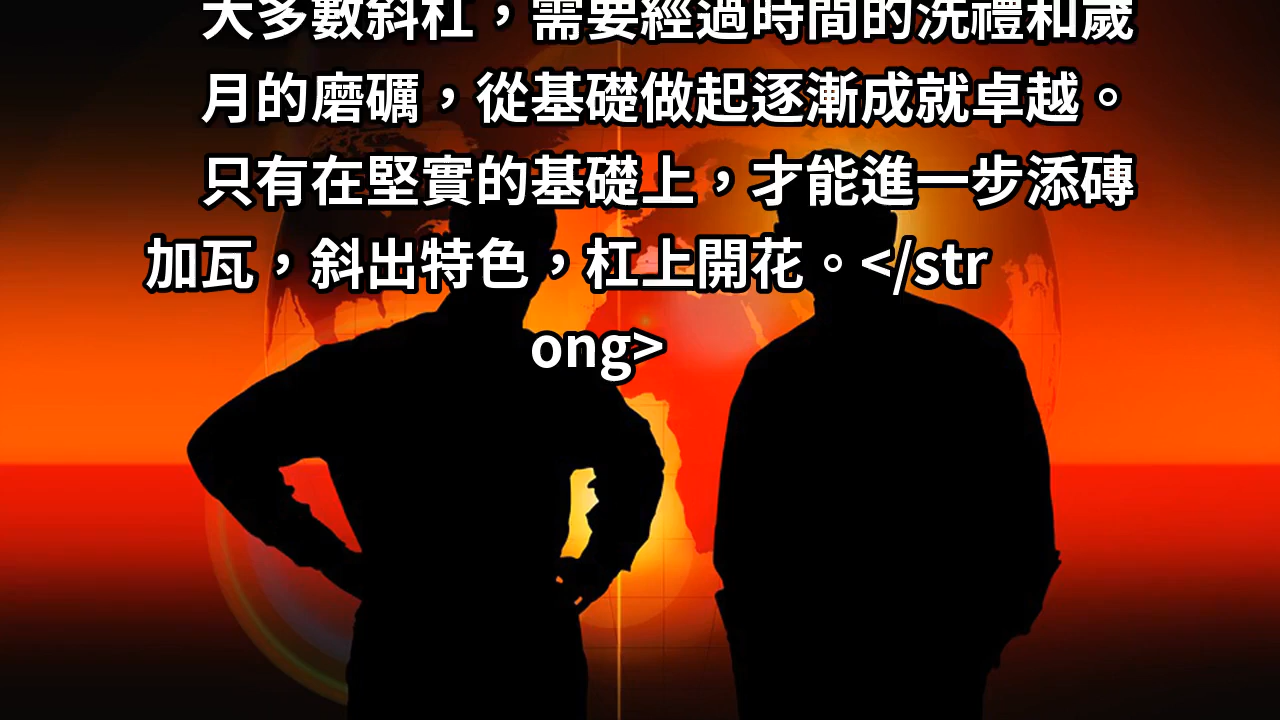 大多數斜杠，需要經過時間的洗禮和歲
月的磨礪，從基礎做起逐漸成就卓越。
只有在堅實的基礎上，才能進一步添磚
加瓦，斜出特色，杠上開花。</str
ong>